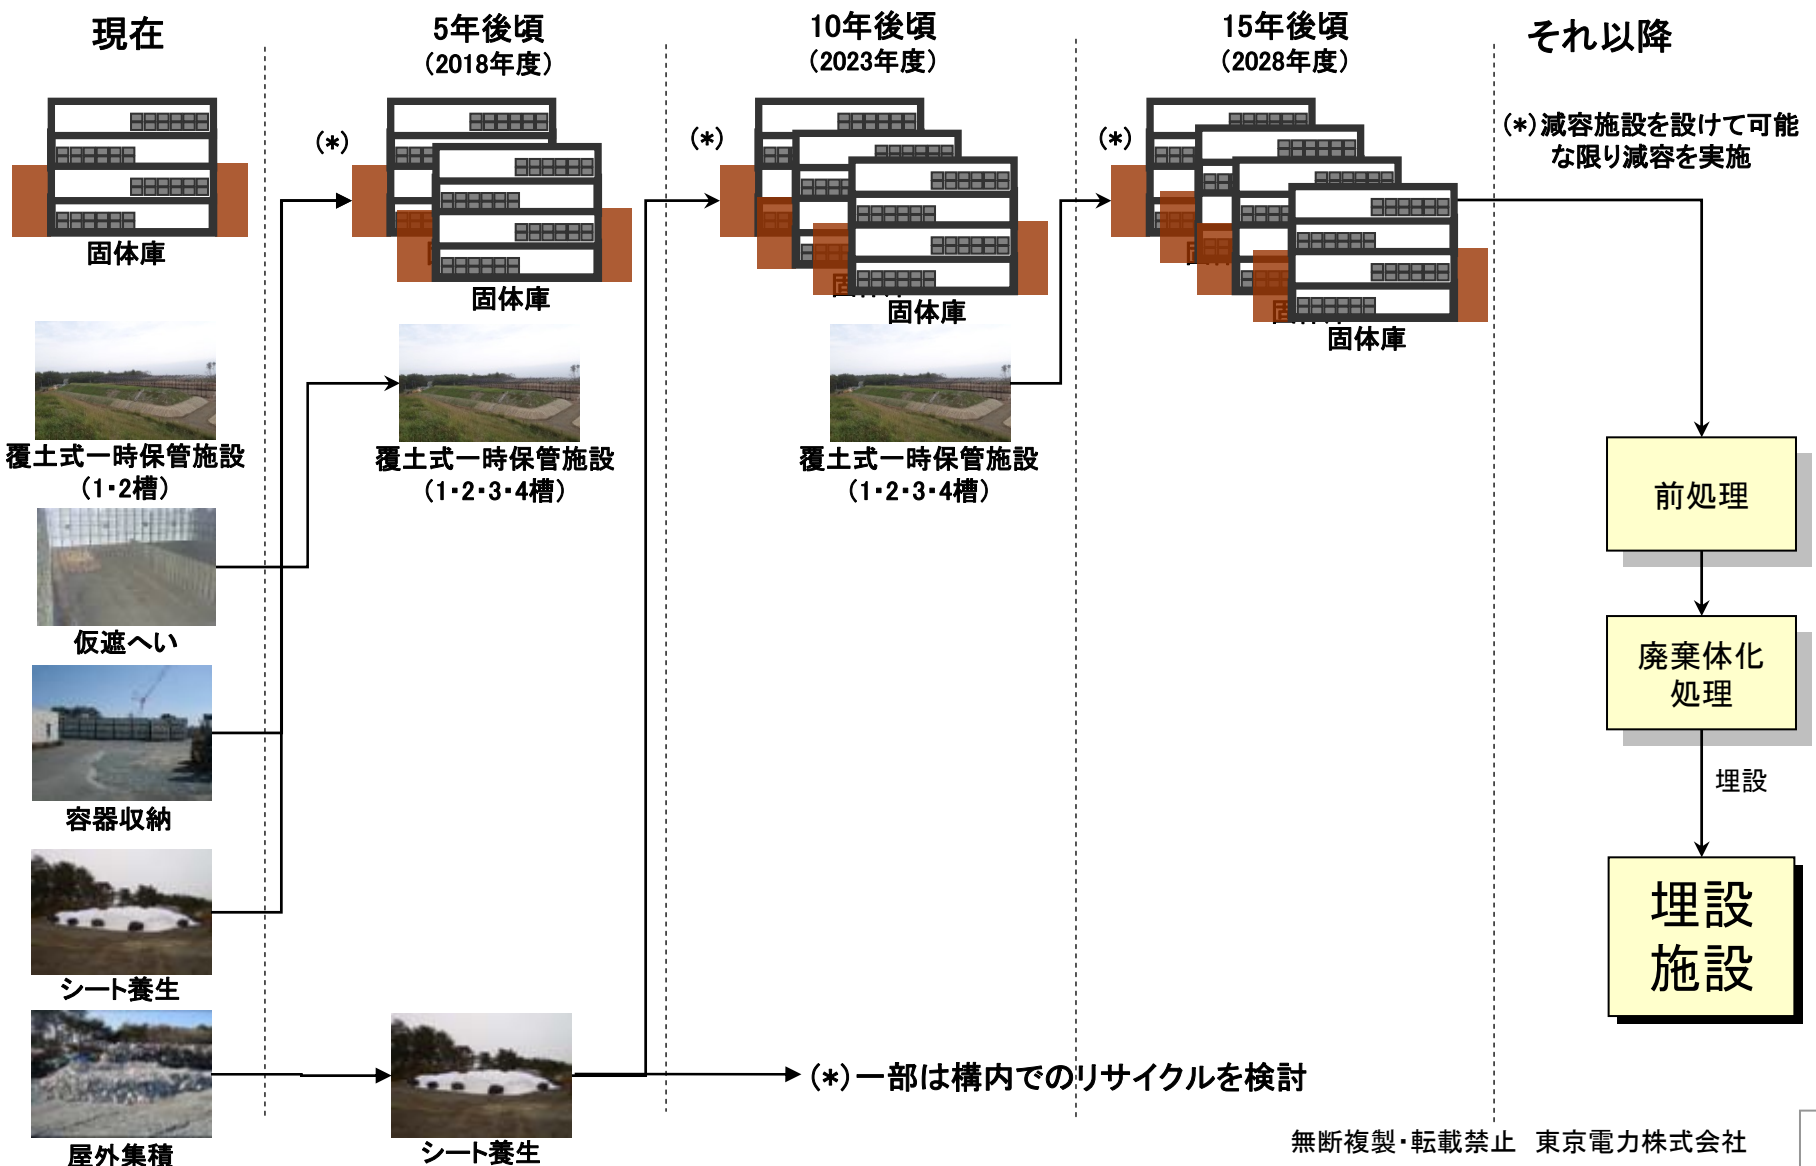 現在
5年後頃
(2018年度)
10年後頃
(2023年度)
15年後頃
(2028年度)
それ以降
(*)
(*)
(*)
(*)減容施設を設けて可能
な限り減容を実施
固体庫
固体庫
固体庫
固体庫
覆土式一時保管施設
(1・2槽)
覆土式一時保管施設
(1・2・3・4槽)
覆土式一時保管施設
(1・2・3・4槽)
前処理
仮遮へい
廃棄体化
処理
埋設
容器収納
埋設
施設
シート養生
(*)一部は構内でのリサイクルを検討
屋外集積
シート養生
無断複製・転載禁止 東京電力株式会社